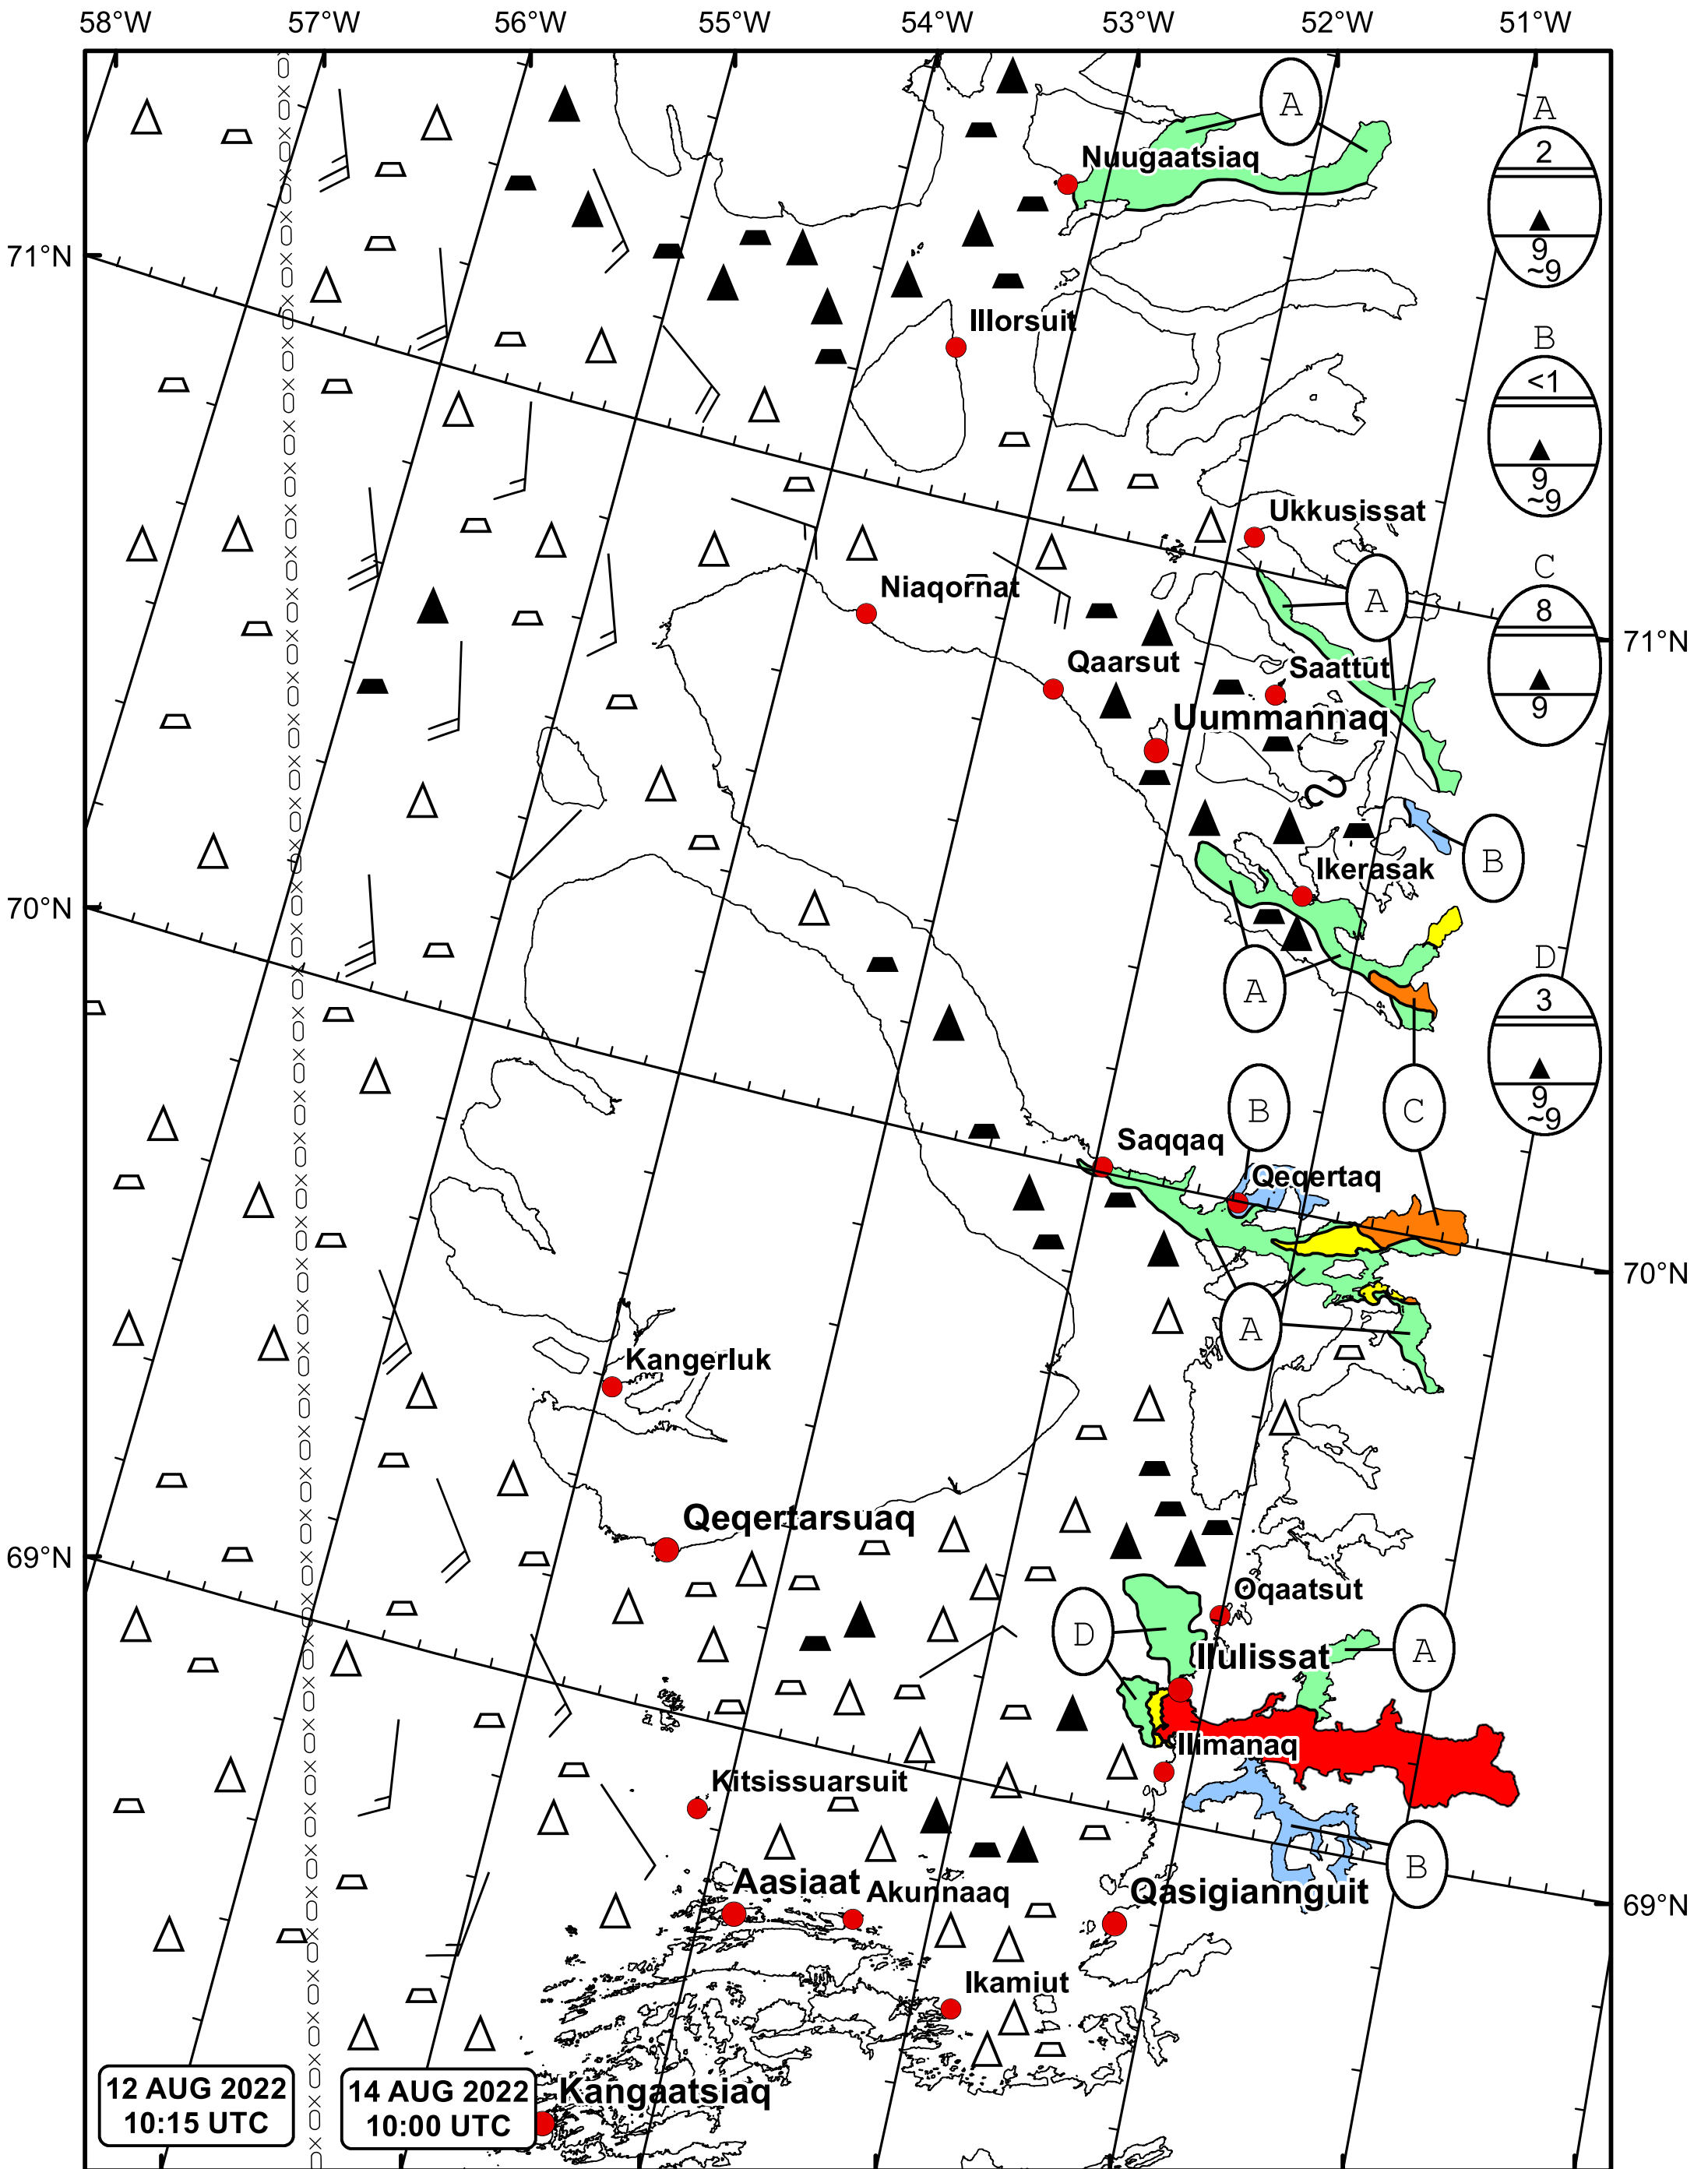 58°W 57°W 56°W 55°W 54°W 53°W 52°W 51°W
A
A
2
Nuugaatsiaq
9
~9
71°N
Illorsuit
B
<1
9
~9
Ukkusissat
C
Niaqornat
A
8
71°N
Qaarsut
Saattut
9
Uummannaq
B
Ikerasak
70°N
D
A
3
B
C
9
~9
Saqqaq
Qeqertaq
70°N
A
Kangerluk
Qeqertarsuaq
69°N
Oqaatsut
D
A
Ilulissat
Ilimanaq
Kitsissuarsuit
B
Aasiaat
Akunnaaq
Qasigiannguit
69°N
Ikamiut
12 AUG 2022
10:15 UTC
14 AUG 2022
10:00 UTC
Kangaatsiaq